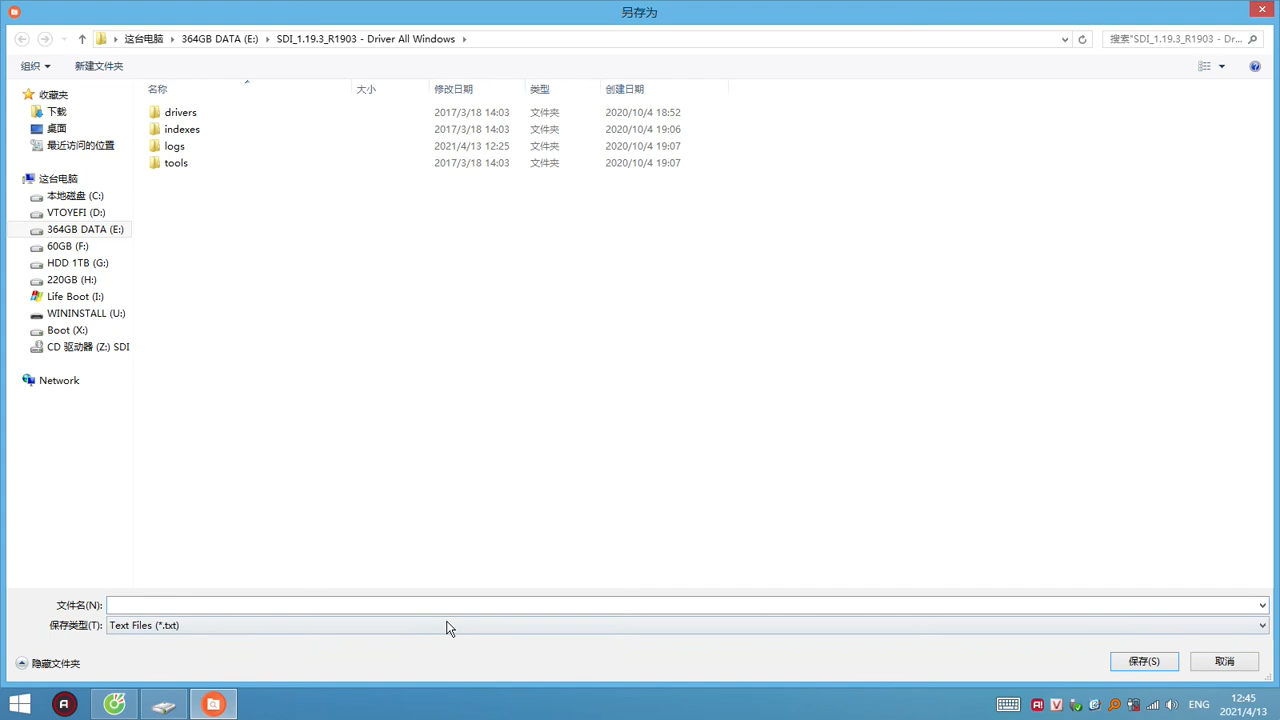 另存为
这台电脑 364GB DATA (E:) SDI_1.19.3_R1903 - Driver All Windows 搜索"SDI_1.19.3_R1903 - Dr...
组织 新建文件夹
名称 大小 修改日期 类型 创建日期
drivers 2017/3/18 14:03 文件夹 2020/10/4 18:52
indexes 2017/3/18 14:03 文件夹 2020/10/4 19:06
logs 2021/4/13 12:25 文件夹 2020/10/4 19:07
tools 2017/3/18 14:03 文件夹 2020/10/4 19:07
收藏夹
下载
桌面
最近访问的位置
这台电脑
本地磁盘 (C:)
VTOYEFI (D:)
364GB DATA (E:)
60GB (F:)
HDD 1TB (G:)
220GB (H:)
Life Boot (I:)
WININSTALL (U:)
Boot (X:)
CD 驱动器 (Z:) SDI
Network
文件名(N):
保存类型(T): Text Files (*.txt)
隐藏文件夹 保存(S) 取消
ENG 12:45
2021/4/13